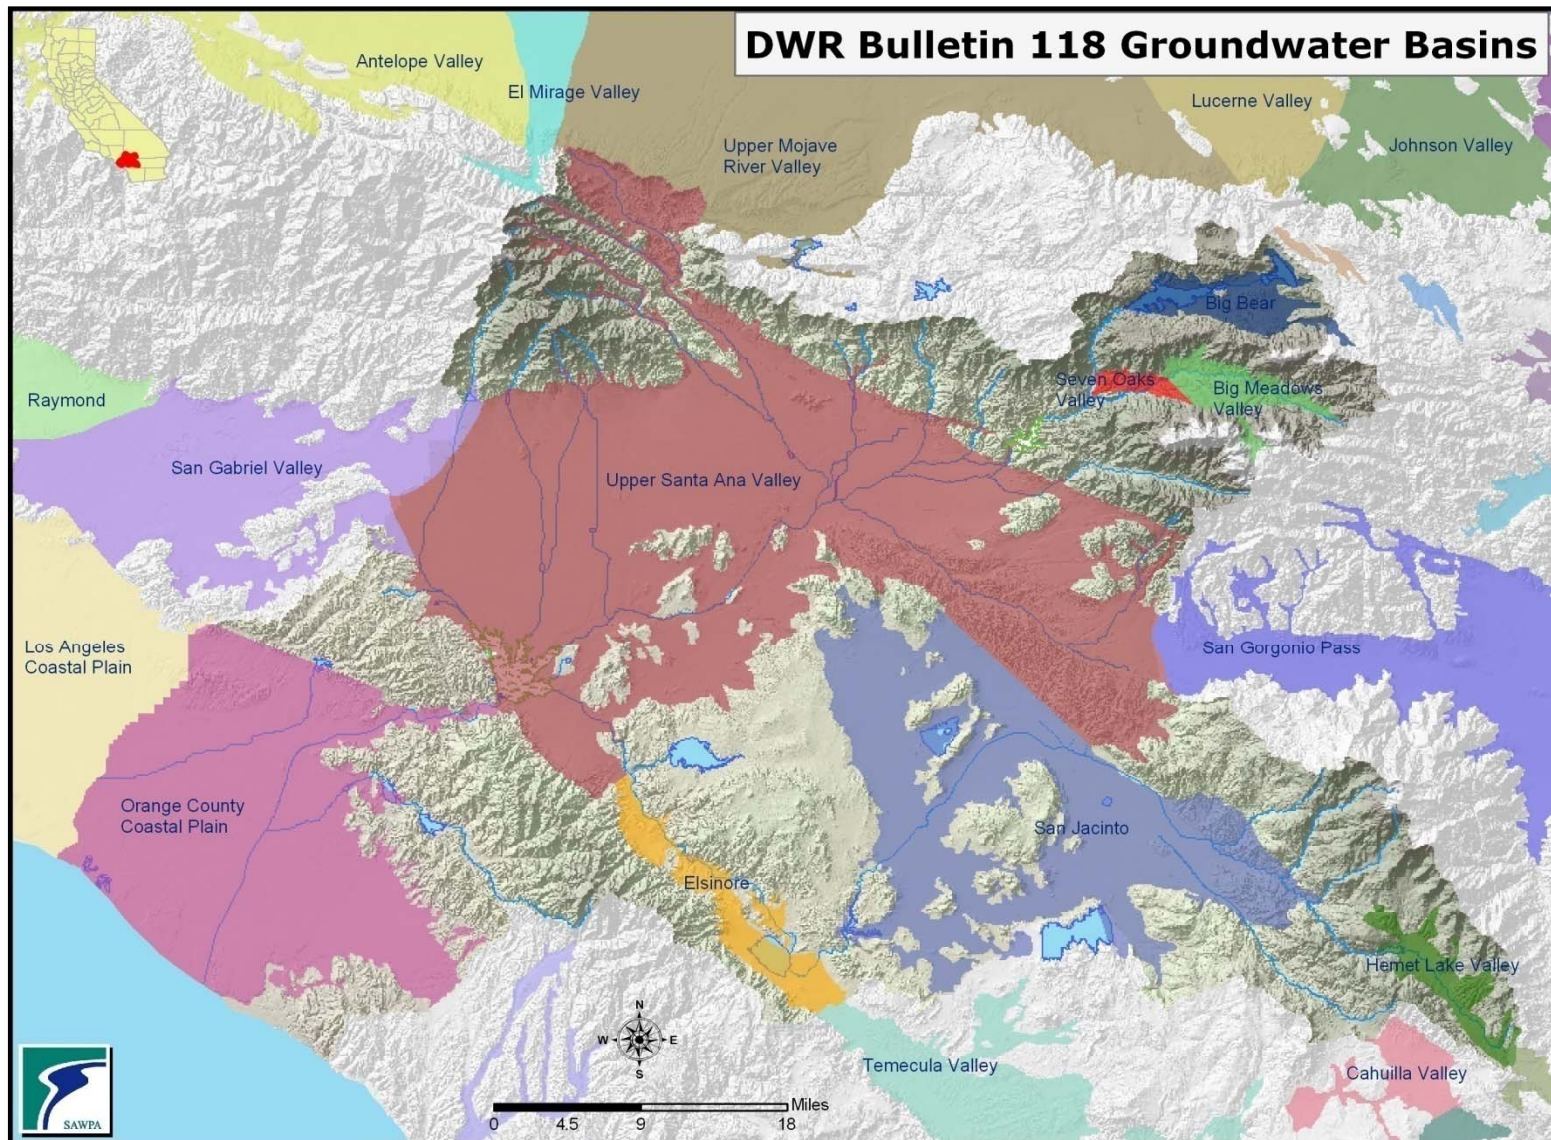 DWR Bulletin 118 Groundwater Basins
Antelope Valley
El Mirage Valley
Upper Mojave
River Valley
Lucerne Valley
Johnson Valley
Big Bear
Seven Oaks
Valley
Big Meadows
Valley
Raymond
San Gabriel Valley
Upper Santa Ana Valley
Los Angeles
Coastal Plain
San Gorgonio Pass
Orange County
Coastal Plain
San Jacinto
Elsinore
Hemet Lake Valley
Temecula Valley
Cahuilla Valley
N
W
E
S
Miles
0
4.5
9
18
SAWPA